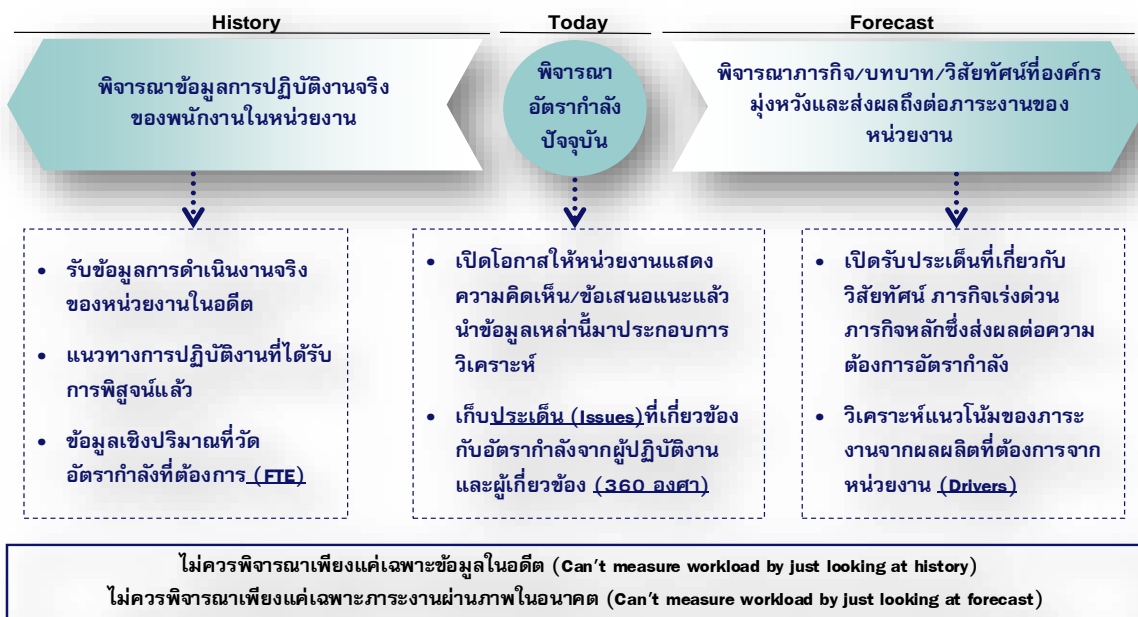 History
Today
Forecast
พิจารณาข้อมูลการปฏิบัติงานจริง
ของพนักงานในหน่วยงาน
พิจารณา
อัตรากำลัง
ปัจจุบัน
พิจารณาภารกิจ/บทบาท/วิสัยทัศน์ที่องค์กร
มุ่งหวังและส่งผลถึงต่อภาระงานของ
หน่วยงาน
• รับข้อมูลการดำเนินงานจริง
ของหน่วยงานในอดีต
• แนวทางการปฏิบัติงานที่ได้รับ
การพิสูจน์แล้ว
• ข้อมูลเชิงปริมาณที่วัด
อัตรากำลังที่ต้องการ (FTE)
• เปิดโอกาสให้หน่วยงานแสดง
ความคิดเห็น/ข้อเสนอแนะแล้ว
นำข้อมูลเหล่านี้มาประกอบการ
วิเคราะห์
• เก็บประเด็น (Issues)ที่เกี่ยวข้อง
กับอัตรากำลังจากผู้ปฏิบัติงาน
และผู้เกี่ยวข้อง (360 องศา)
• เปิดรับประเด็นที่เกี่ยวกับ
วิสัยทัศน์ ภารกิจเร่งด่วน
ภารกิจหลักซึ่งส่งผลต่อความ
ต้องการอัตรากำลัง
• วิเคราะห์แนวโน้มของภาระ
งานจากผลผลิตที่ต้องการจาก
หน่วยงาน (Drivers)
ไม่ควรพิจารณาเพียงแค่เฉพาะข้อมูลในอดีต (Can't measure workload by just looking at history)
ไม่ควรพิจารณาเพียงแค่เฉพาะภาระงานผ่านภาพในอนาคต (Can't measure workload by just looking at forecast)